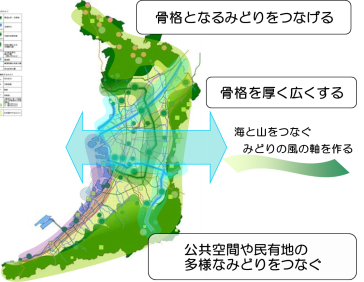 骨格となるみどりをつなげる
骨格を厚く広くする
海と山をつなぐ
みどりの風の軸を作る
公共空間や民有地の
多様なみどりをつなぐ